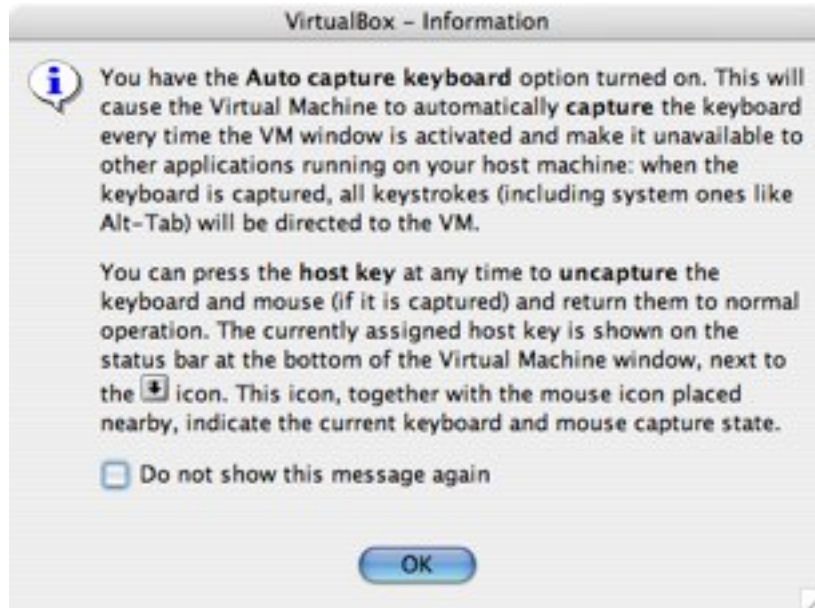 VirtualBox – Information
You have the Auto capture keyboard option turned on. This will
cause the Virtual Machine to automatically capture the keyboard
every time the VM window is activated and make it unavailable to
other applications running on your host machine: when the
keyboard is captured, all keystrokes (including system ones like
Alt-Tab) will be directed to the VM.
You can press the host key at any time to uncapture the
keyboard and mouse (if it is captured) and return them to normal
operation. The currently assigned host key is shown on the
status bar at the bottom of the Virtual Machine window, next to
the icon. This icon, together with the mouse icon placed
nearby, indicate the current keyboard and mouse capture state.
Do not show this message again
OK